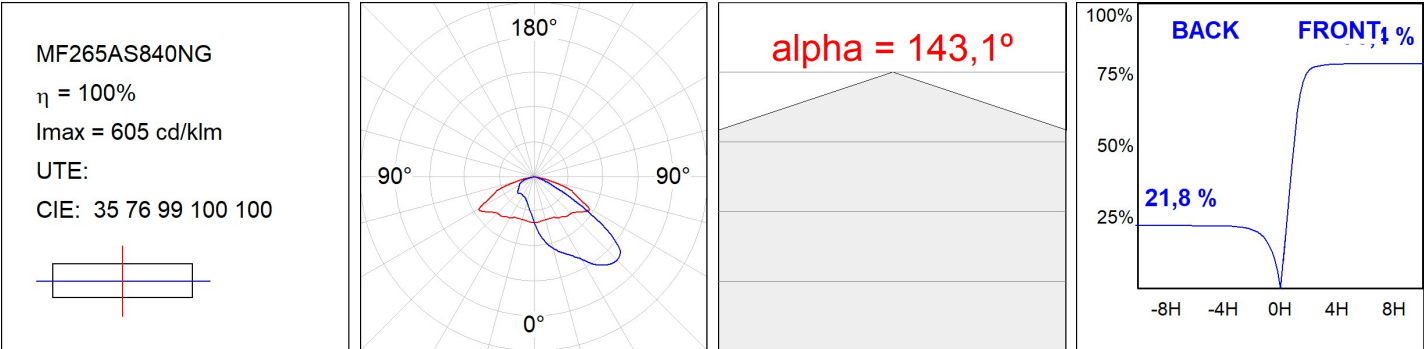 MF265AS840NG
η = 100%
Imax = 605 cd/klm
UTE:
CIE: 35 76 99 100 100
180°
90°
90°
0°
alpha = 143,1º
100%
75%
50%
25%
BACK
FRONT
%
21,8 %
-8H
-4H
0H
4H
8H